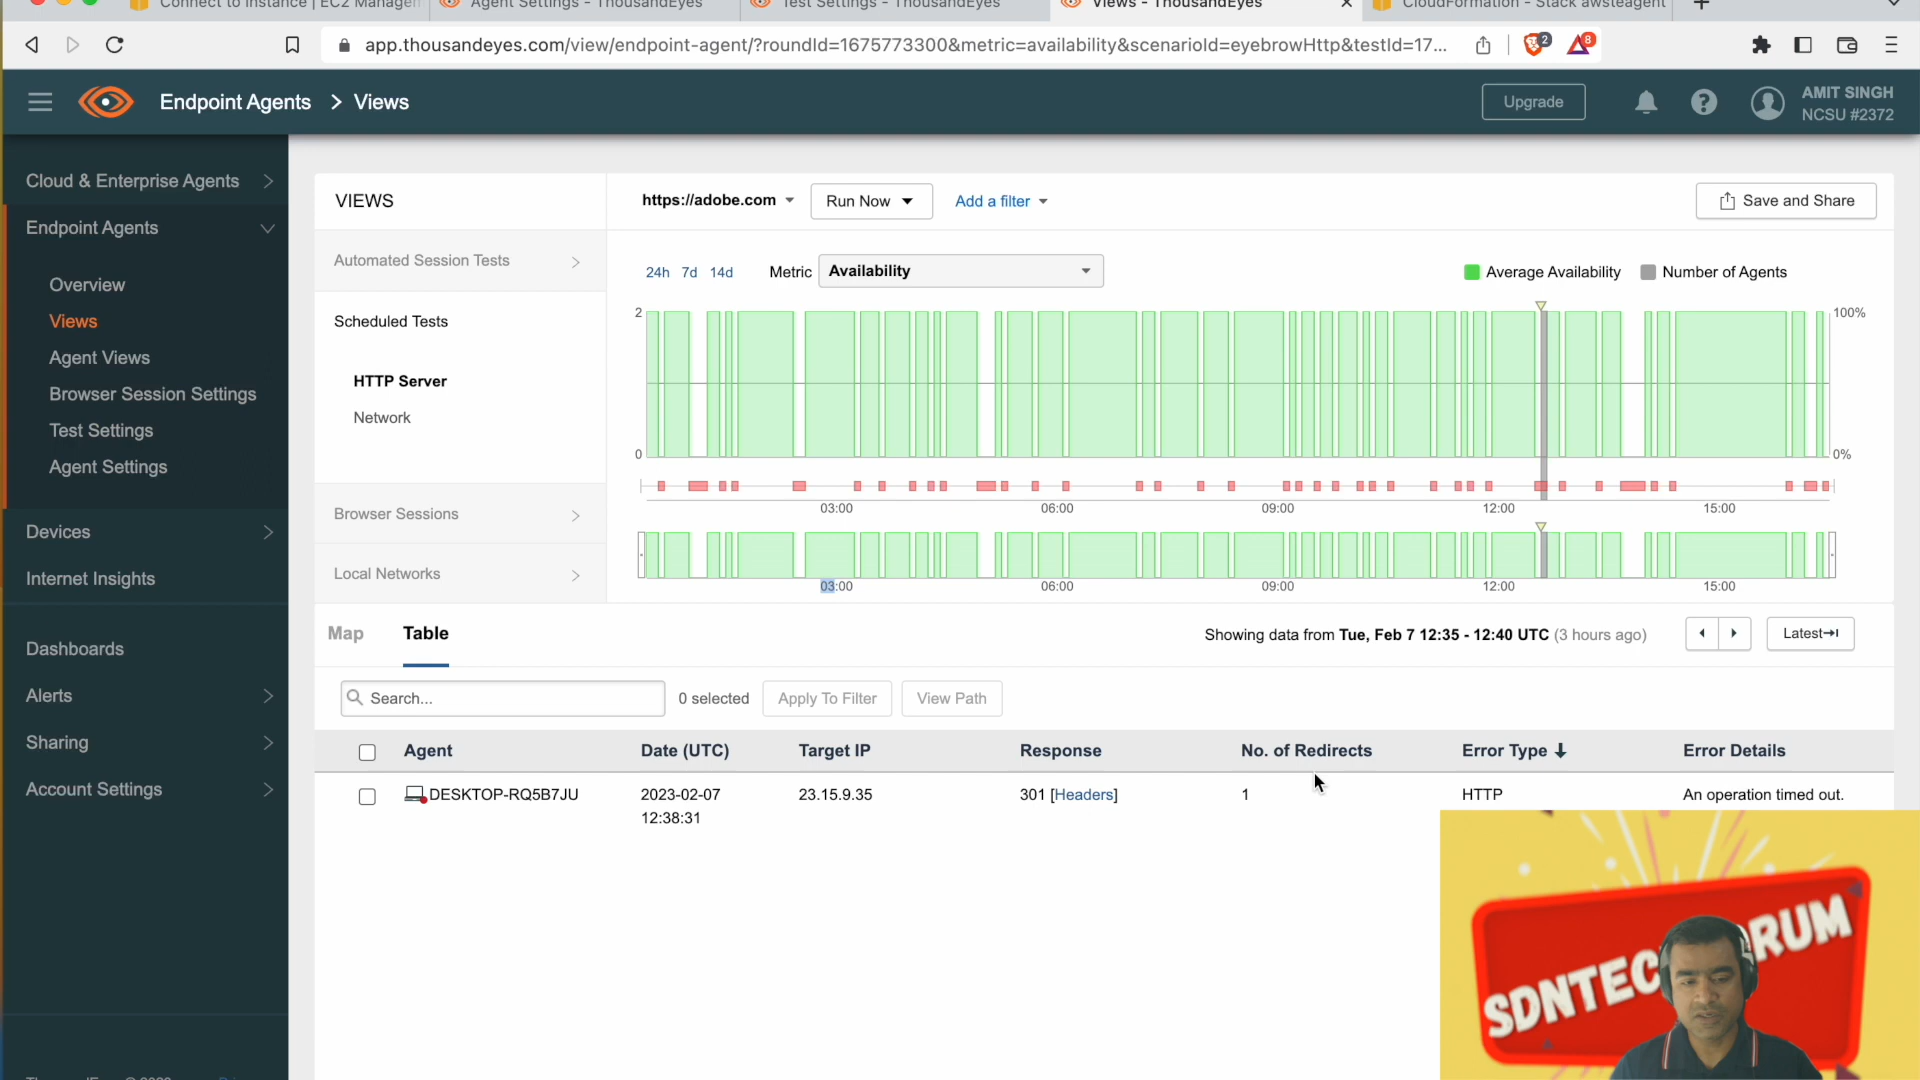 Connect to instance | EC2 Managem
Agent Settings - ThousandEyes
Test Settings - ThousandEyes
Views - ThousandEyes
CloudFormation - Stack awsteagent
app.thousandeyes.com/view/endpoint-agent/?roundId=1675773300&metric=availability&scenarioId=eyebrowHttp&testId=17...
2
8
Endpoint Agents > Views
Upgrade
AMIT SINGH
NCSU #2372
Cloud & Enterprise Agents
Endpoint Agents
Overview
Views
Agent Views
Browser Session Settings
Test Settings
Agent Settings
Devices
Internet Insights
Dashboards
Alerts
Sharing
Account Settings
VIEWS
Automated Session Tests
Scheduled Tests
HTTP Server
Network
Browser Sessions
Local Networks
https://adobe.com
Run Now
Add a filter
Save and Share
24h 7d 14d
Metric
Availability
Average Availability
Number of Agents
2
100%
0
0%
03:00 06:00 09:00 12:00 15:00
03:00 06:00 09:00 12:00 15:00
Map
Table
Showing data from Tue, Feb 7 12:35 - 12:40 UTC (3 hours ago)
Latest
Search...
0 selected
Apply To Filter
View Path
Agent Date (UTC) Target IP Response No. of Redirects Error Type Error Details
DESKTOP-RQ5B7JU 2023-02-07 23.15.9.35 301 [Headers] 1 HTTP An operation timed out.
12:38:31